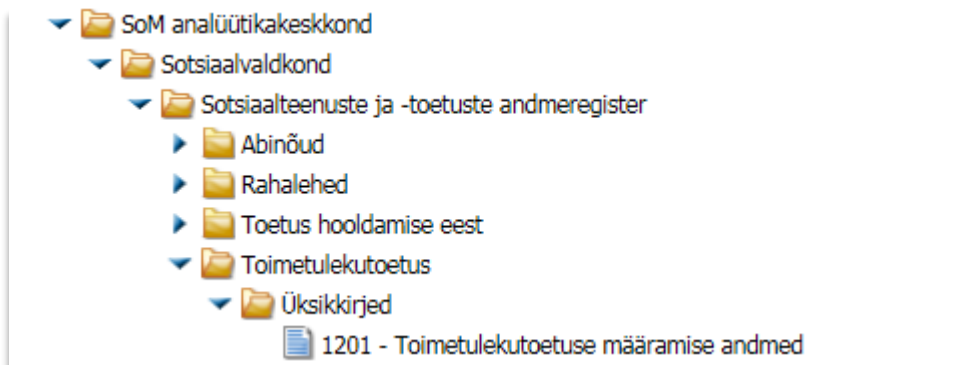 SoM analüütikakeskkond
Sotsiaalvaldkond
Sotsiaalteenuste ja -toetuste andmeregister
Abinõud
Rahalehed
Toetus hooldamise eest
Toimetulekutoetus
Üksikkirjed
1201 - Toimetulekutoetuse määramise andmed